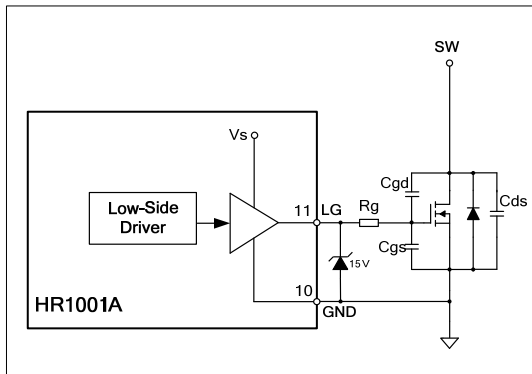 SW
Vs
Cgd
Cds
Low-Side
Driver
11
LG
Rg
Cgs
15V
10
GND
HR1001A